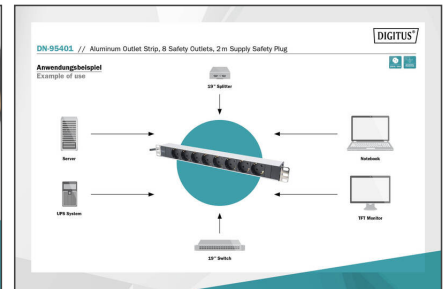 DIGITUS®
DN-95401 // Aluminum Outlet Strip, 8 Safety Outlets, 2 m Supply Safety Plug
Anwendungsbeispiel
Example of use
19" Splitter
Server
Notebook
UPS System
TFT Monitor
19" Switch